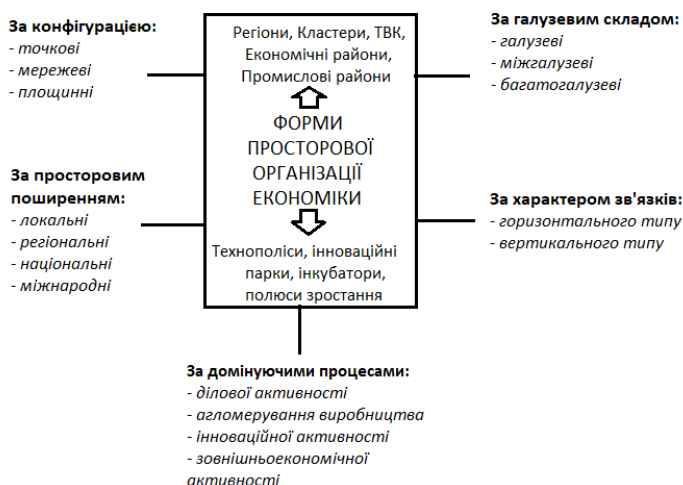 За конфігурацією:
- точкові
- мережеві
- площинні
Регіони, Кластери, ТВК,
Економічні райони,
Промислові райони
ФОРМИ
ПРОСТОРОВОЇ
ОРГАНІЗАЦІЇ
ЕКОНОМІКИ
Технополіси, інноваційні
парки, інкубатори,
полюси зростання
За галузевим складом:
- галузеві
- міжгалузеві
- багатогалузеві
За просторовим
поширенням:
- локальні
- регіональні
- національні
- міжнародні
За характером зв'язків:
- горизонтального типу
- вертикального типу
За домінуючими процесами:
- ділової активності
- агломерування виробництва
- інноваційної активності
- зовнішньоекономічної
активності